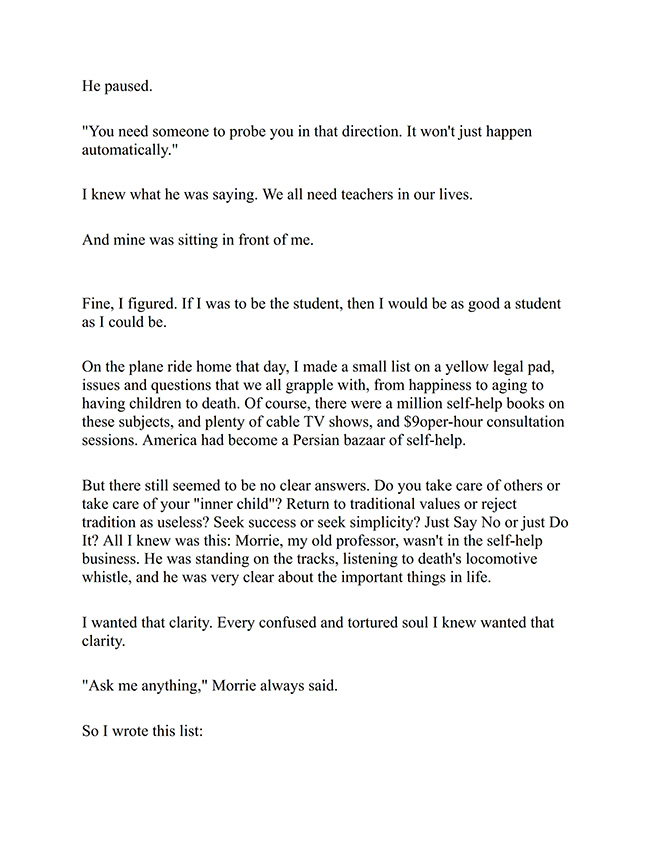 He paused.
"You need someone to probe you in that direction. It won't just happen
automatically."
I knew what he was saying. We all need teachers in our lives.
And mine was sitting in front of me.
Fine, I figured. If I was to be the student, then I would be as good a student
as I could be.
On the plane ride home that day, I made a small list on a yellow legal pad,
issues and questions that we all grapple with, from happiness to aging to
having children to death. Of course, there were a million self-help books on
these subjects, and plenty of cable TV shows, and $9oper-hour consultation
sessions. America had become a Persian bazaar of self-help.
But there still seemed to be no clear answers. Do you take care of others or
take care of your "inner child"? Return to traditional values or reject
tradition as useless? Seek success or seek simplicity? Just Say No or just Do
It? All I knew was this: Morrie, my old professor, wasn't in the self-help
business. He was standing on the tracks, listening to death's locomotive
whistle, and he was very clear about the important things in life.
I wanted that clarity. Every confused and tortured soul I knew wanted that
clarity.
"Ask me anything," Morrie always said.
So I wrote this list: